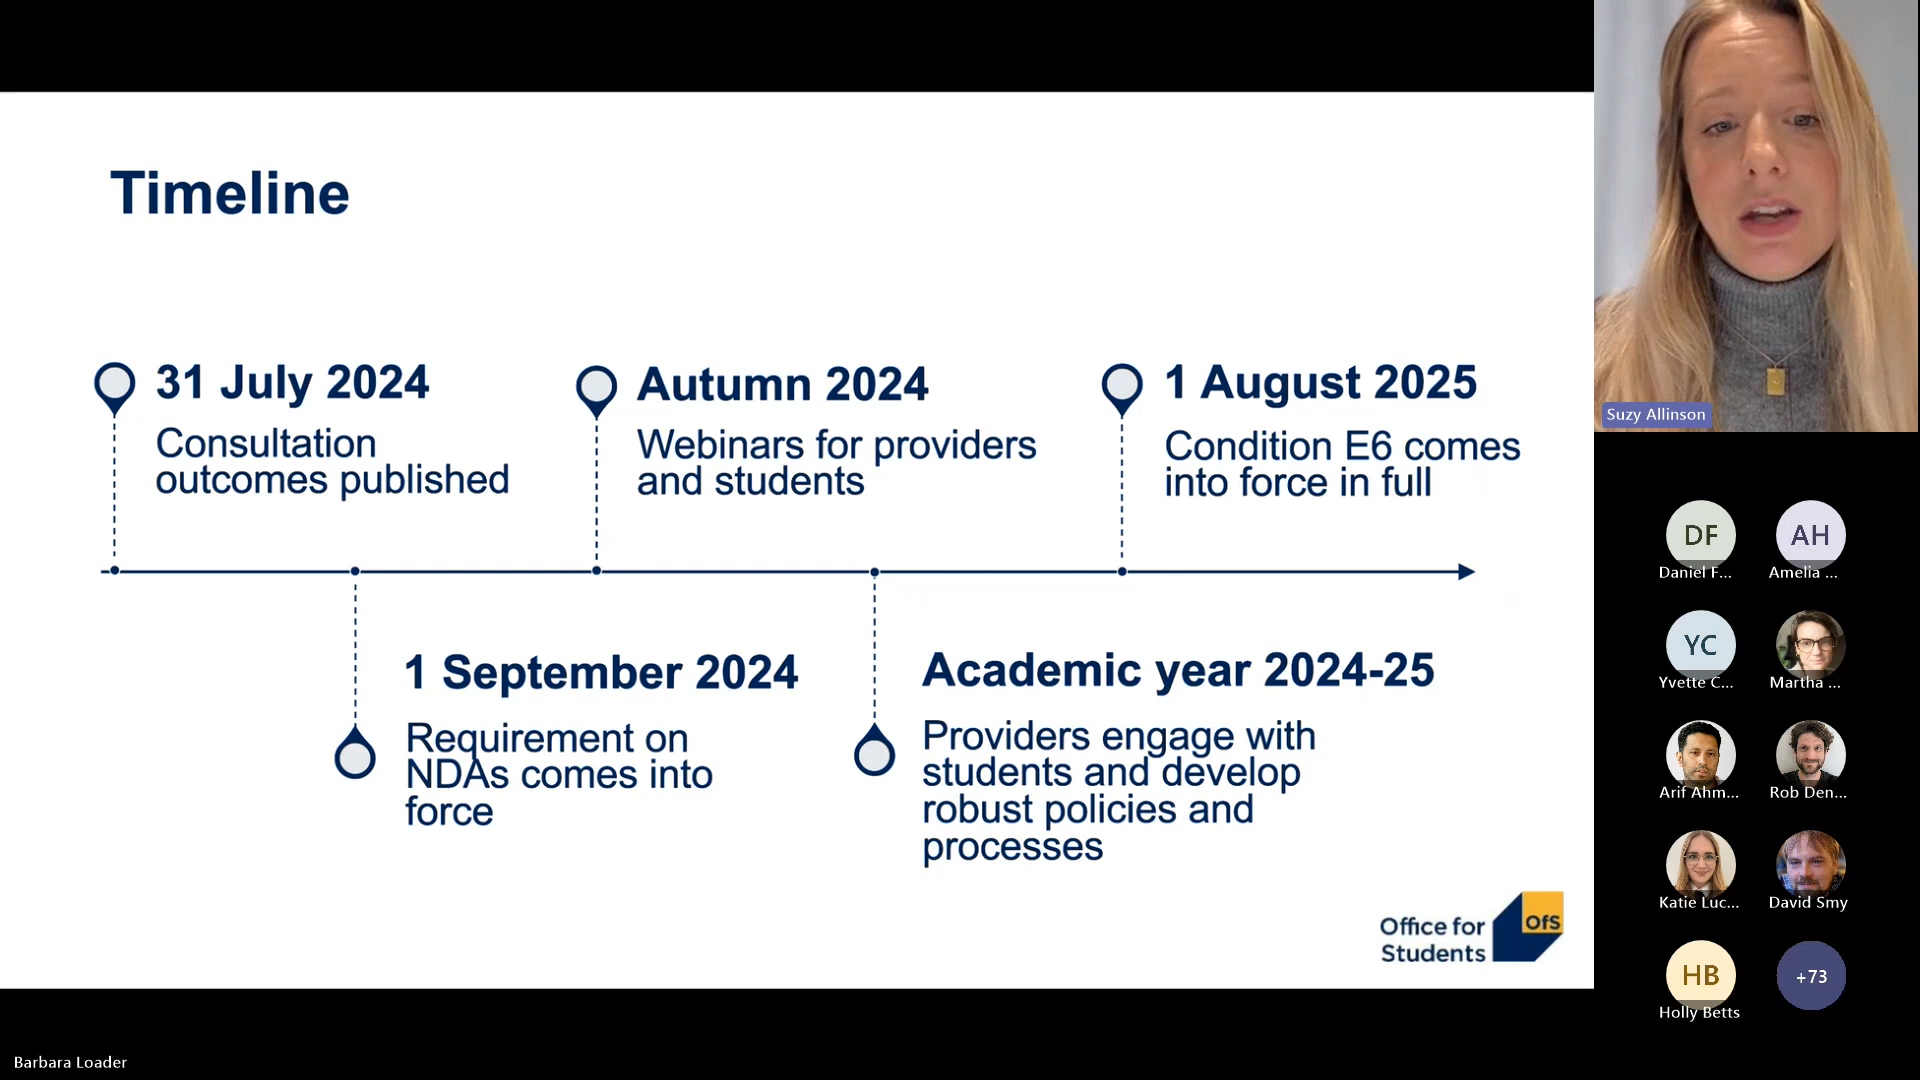 Timeline
31 July 2024
Consultation
outcomes published
Autumn 2024
Webinars for providers
and students
1 August 2025
Condition E6 comes
into force in full
1 September 2024
Requirement on
NDAs comes into
force
Academic year 2024-25
Providers engage with
students and develop
robust policies and
processes
Office for
Students
OfS
Suzy Allinson
DF
Daniel F...
AH
Amelia ...
YC
Yvette C...
Martha ...
Arif Ahm...
Rob Den...
Katie Luc...
David Smy
HB
Holly Betts
+73
Barbara Loader